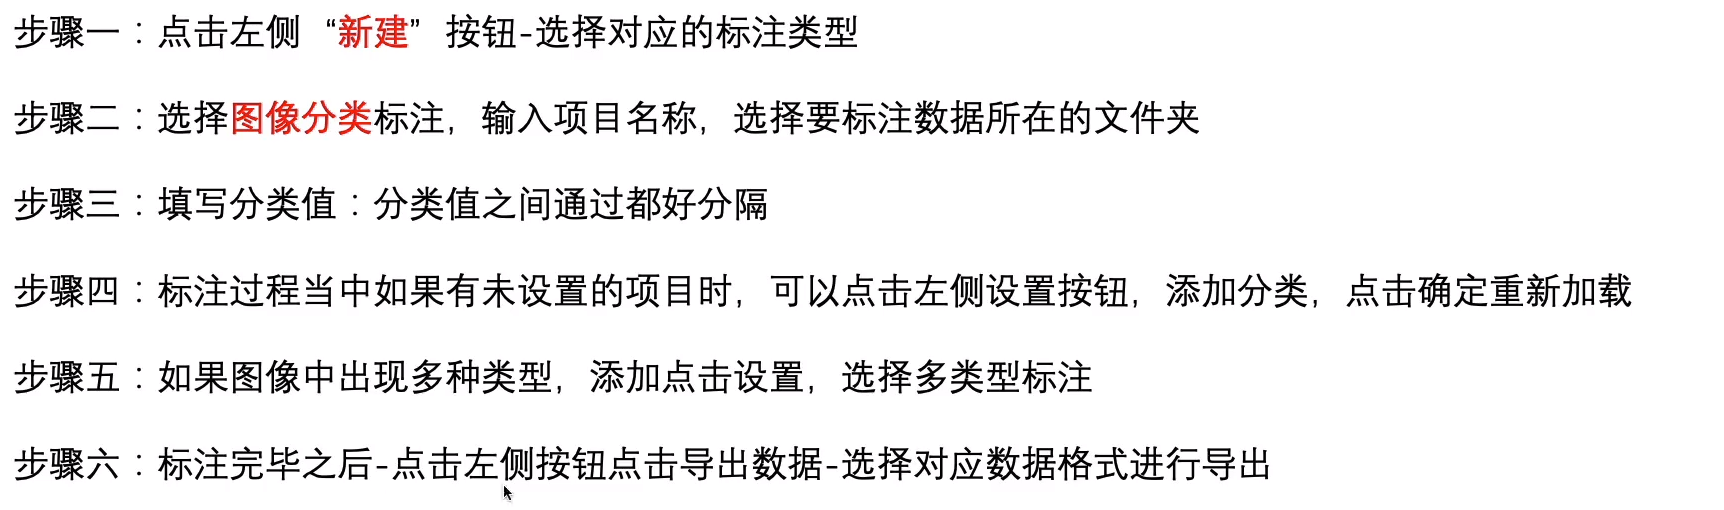 步骤一：点击左侧 “新建” 按钮-选择对应的标注类型
步骤二：选择图像分类标注，输入项目名称，选择要标注数据所在的文件夹
步骤三：填写分类值：分类值之间通过都好分隔
步骤四：标注过程当中如果有未设置的项目时，可以点击左侧设置按钮，添加分类，点击确定重新加载
步骤五：如果图像中出现多种类型，添加点击设置，选择多类型标注
步骤六：标注完毕之后-点击左侧按钮点击导出数据-选择对应数据格式进行导出